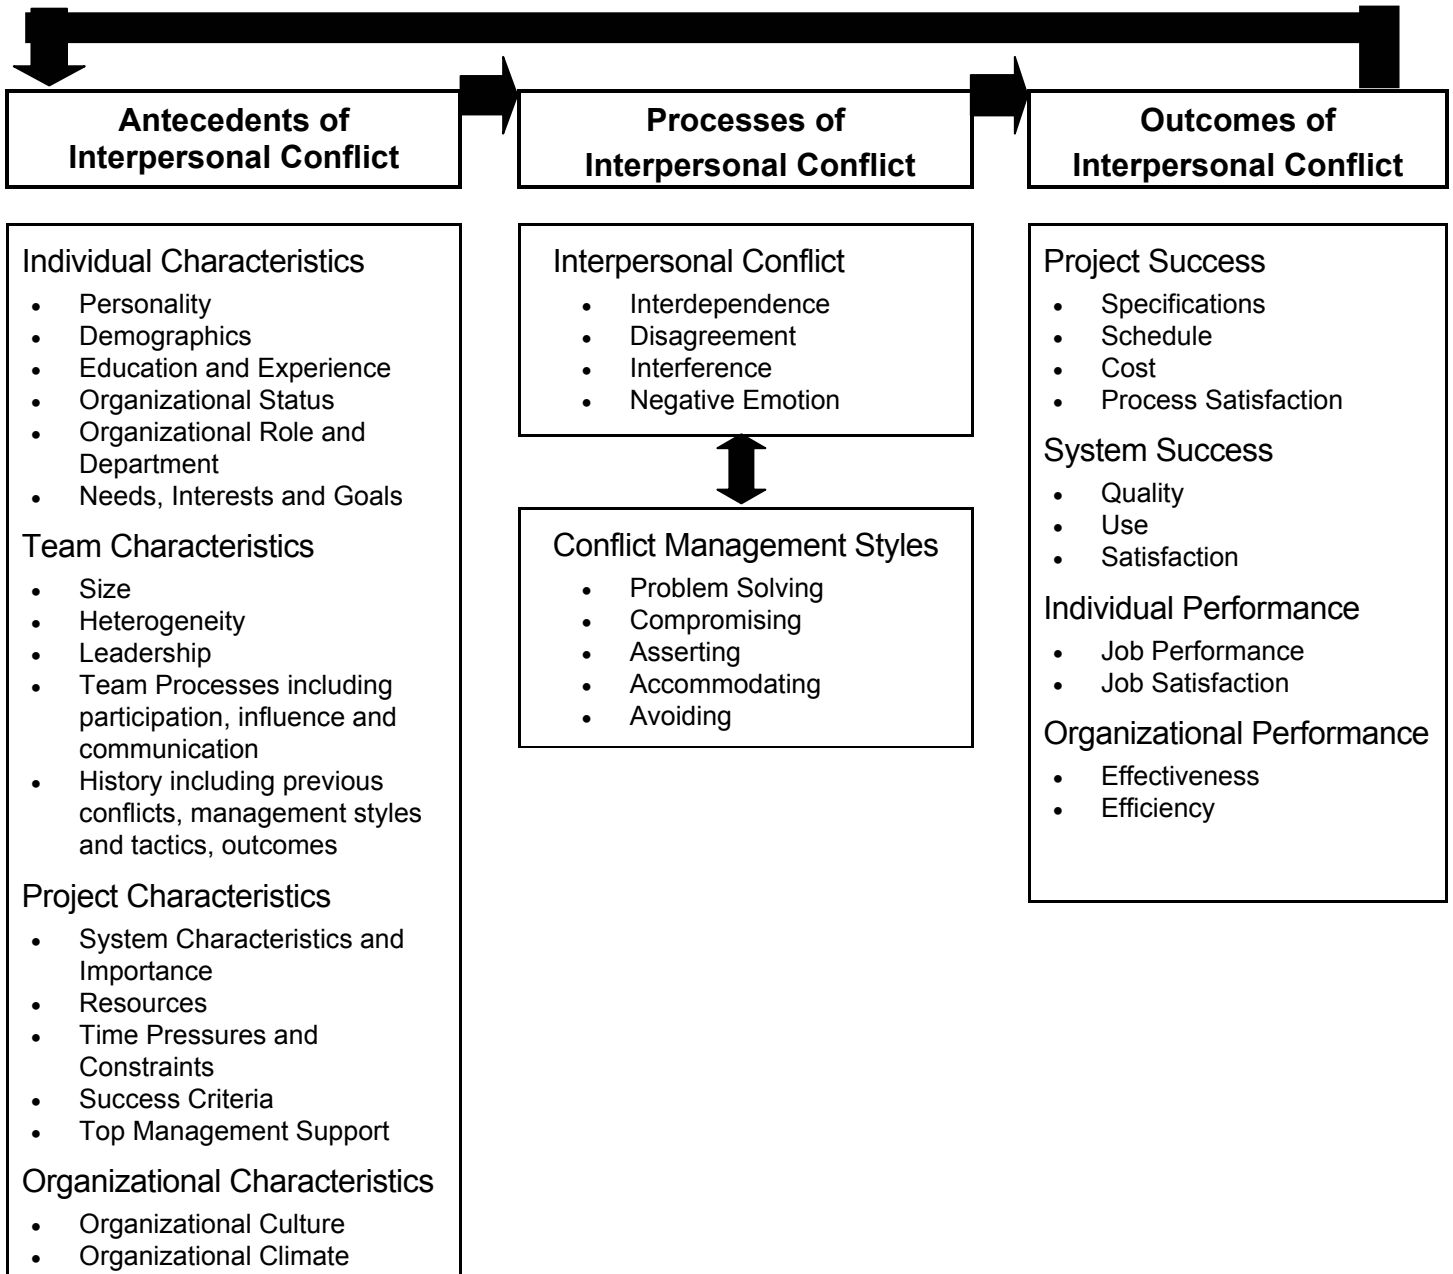 Antecedents of
Interpersonal Conflict
Processes of
Interpersonal Conflict
Outcomes of
Interpersonal Conflict
Individual Characteristics
• Personality
• Demographics
• Education and Experience
• Organizational Status
• Organizational Role and
Department
• Needs, Interests and Goals
Team Characteristics
• Size
• Heterogeneity
• Leadership
• Team Processes including
participation, influence and
communication
• History including previous
conflicts, management styles
and tactics, outcomes
Project Characteristics
• System Characteristics and
Importance
• Resources
• Time Pressures and
Constraints
• Success Criteria
• Top Management Support
Organizational Characteristics
• Organizational Culture
• Organizational Climate
Interpersonal Conflict
• Interdependence
• Disagreement
• Interference
• Negative Emotion
Conflict Management Styles
• Problem Solving
• Compromising
• Asserting
• Accommodating
• Avoiding
Project Success
• Specifications
• Schedule
• Cost
• Process Satisfaction
System Success
• Quality
• Use
• Satisfaction
Individual Performance
• Job Performance
• Job Satisfaction
Organizational Performance
• Effectiveness
• Efficiency